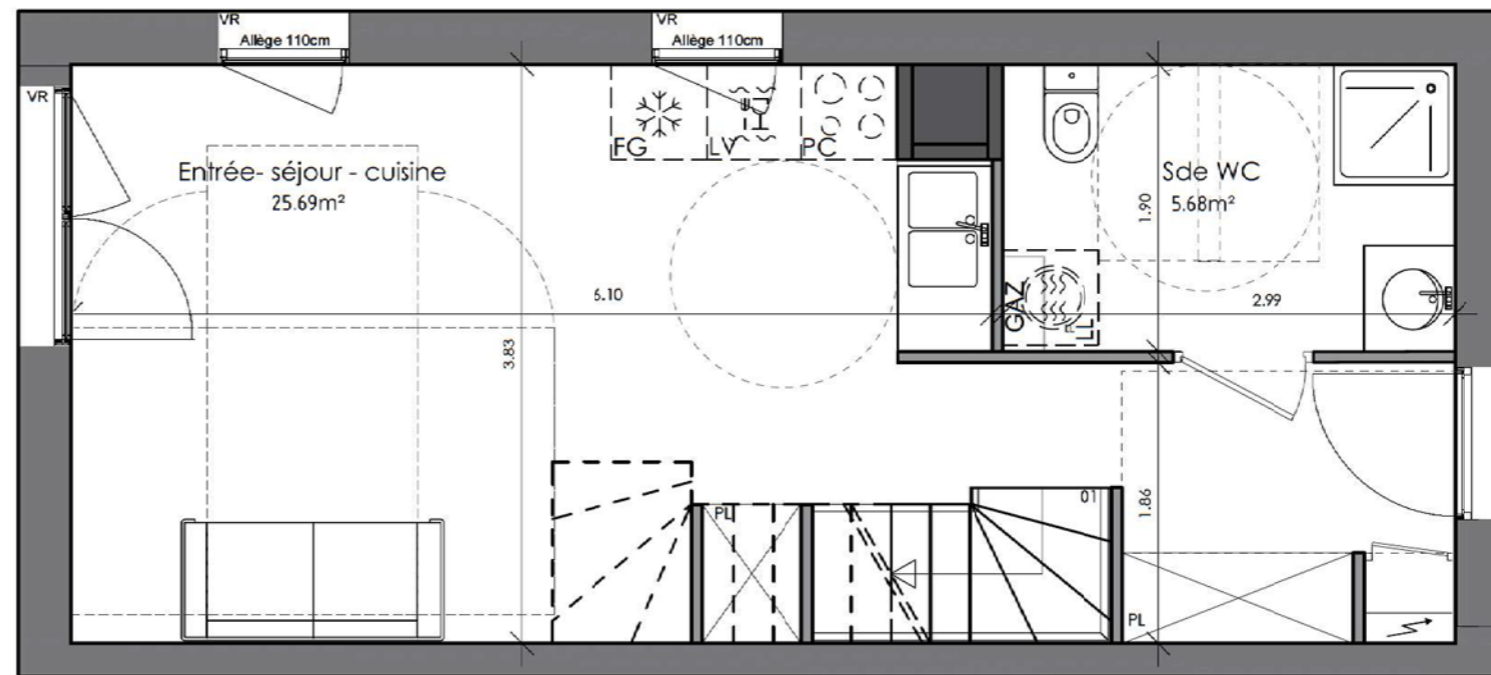 VR
Allège 110cm
VR
Allège 110cm
VR
FG
LV
PC
Entrée- séjour - cuisine
25.69m²
Sde WC
5.68m²
1.90
6.10
GAZ
LL
2.99
3.83
PL
01
1.86
PL